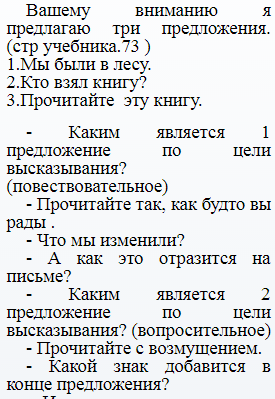 Вашему вниманию я
предлагаю три предложения.
(стр учебника.73 )
1.Мы были в лесу.
2.Кто взял книгу?
3.Прочитайте эту книгу.
- Каким является 1
предложение по цели
высказывания?
(повествовательное)
- Прочитайте так, как будто вы
рады .
- Что мы изменили?
- А как это отразится на
письме?
- Каким является 2
предложение по цели
высказывания? (вопросительное)
- Прочитайте с возмущением.
- Какой знак добавится в
конце предложения?